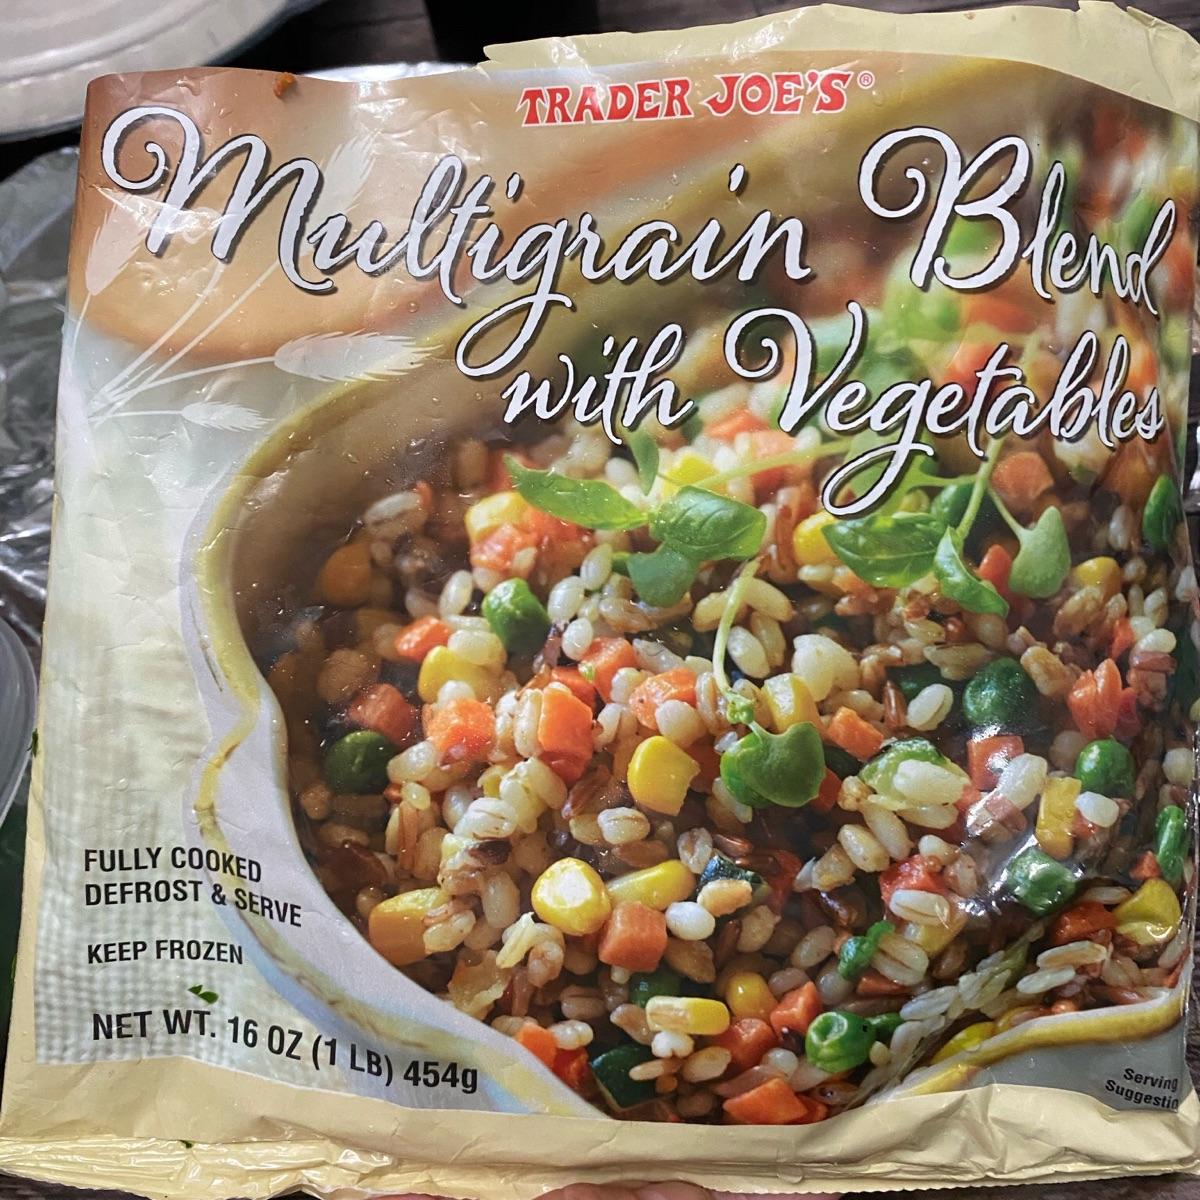 TRADER JOE'S®
Multigrain Blend
with Vegetables
FULLY COOKED
DEFROST & SERVE
KEEP FROZEN
NET WT. 16 OZ (1 LB) 454g
Serving
Suggestio